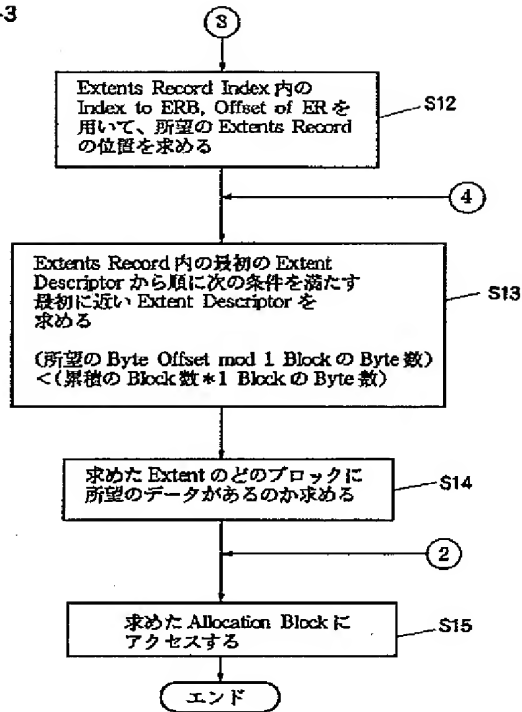 -3
3
Extents Record Index 内の
Index to ERB, Offset of ER を
用いて、所望の Extents Record
の位置を求める
S12
4
Extents Record 内の最初の Extent
Descriptor から順に次の条件を満たす
最初に近い Extent Descriptor を
求める
(所望の Byte Offset mod 1 Block の Byte 数)
<(累積の Block 数*1 Block の Byte 数)
S13
求めた Extent のどのブロックに
所望のデータがあるのか求める
S14
2
求めた Allocation Block に
アクセスする
S15
エンド